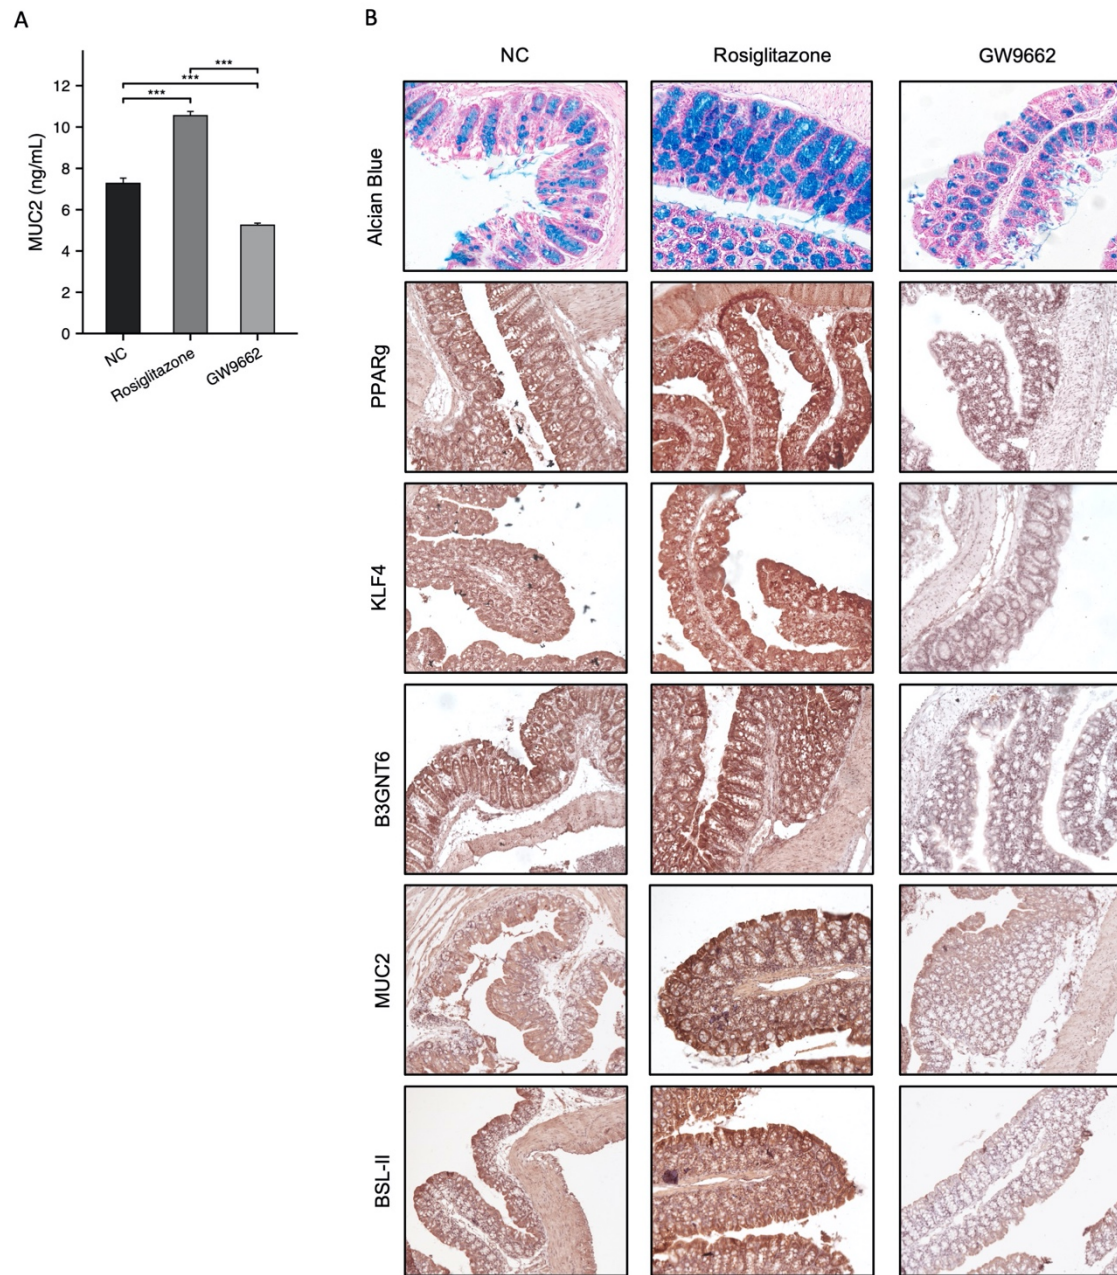 A
MUC2 (ng/mL)
12
10
8
6
4
2
0
***
***
***
NC
Rosiglitazone
GW9662
B
NC
Rosiglitazone
GW9662
Alcian Blue
PPARg
KLF4
B3GNT6
MUC2
BSL-II